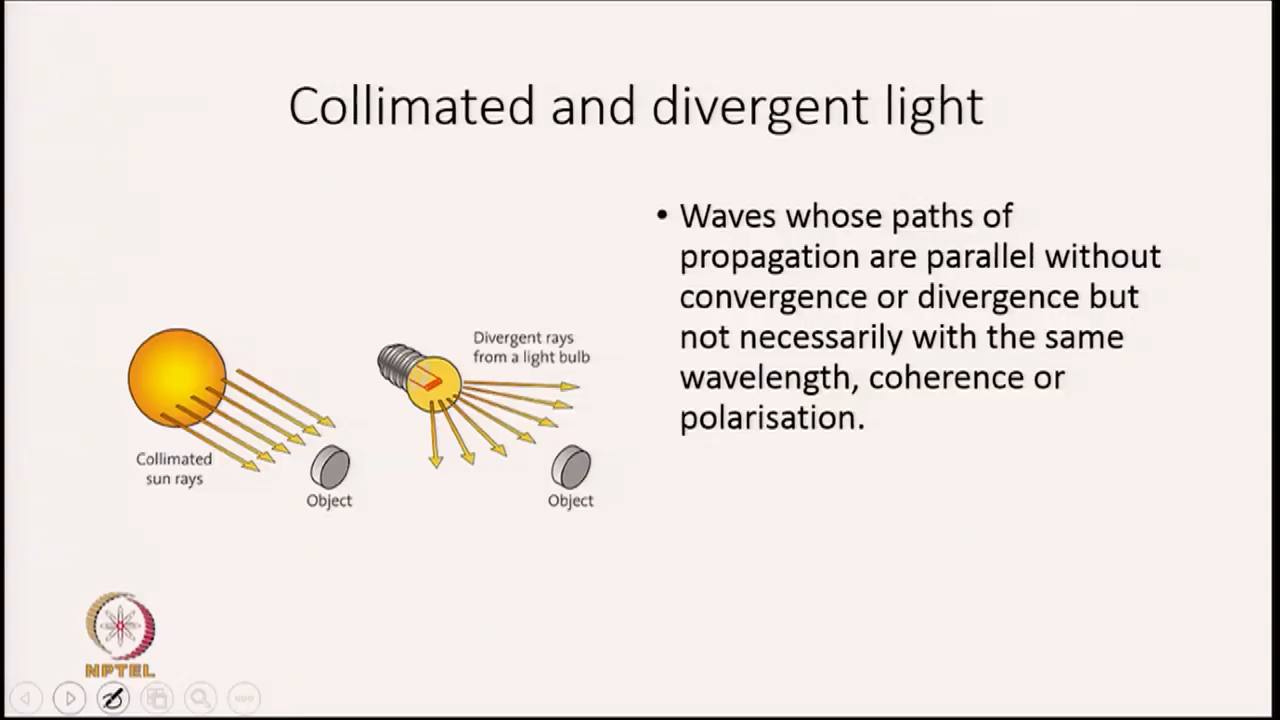 Collimated and divergent light
• Waves whose paths of
propagation are parallel without
convergence or divergence but
not necessarily with the same
wavelength, coherence or
polarisation.
Divergent rays
from a light bulb
Collimated
sun rays
Object
Object
NPTEL